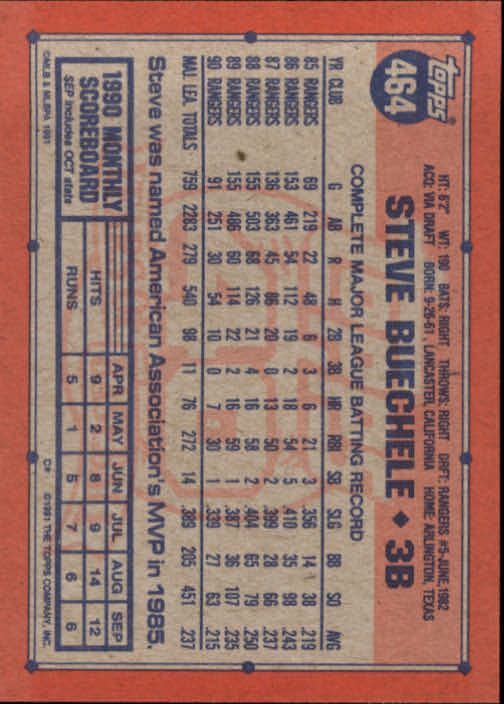 TOPPS
464
HT: 6'2" WT: 190 BATS: RIGHT THROWS: RIGHT DRFT: RANGERS #5-JUNE, 1982
ACQ: VIA DRAFT BORN: 9-26-61, LANCASTER, CALIFORNIA HOME: ARLINGTON, TEXAS
STEVE BUECHELE ◆ 3B
COMPLETE MAJOR LEAGUE BATTING RECORD
YR CLUB G AB R H 2B 3B HR RBI SB SLG BB SO AVG
85 RANGERS 69 219 22 48 6 3 6 21 3 .356 14 38 .219
86 RANGERS 153 461 54 112 19 2 18 54 5 .410 35 98 .243
87 RANGERS 136 363 45 86 20 0 13 50 2 .399 28 66 .237
88 RANGERS 155 503 68 126 21 4 16 58 2 .404 65 79 .250
89 RANGERS 155 486 60 114 22 2 16 59 1 .387 36 107 .235
90 RANGERS 91 251 30 54 10 0 7 30 1 .339 27 63 .215
MAJ. LEA. TOTALS 759 2283 279 540 98 11 76 272 14 .389 205 451 .237
Steve was named American Association's MVP in 1985.
1990 MONTHLY SCOREBOARD
SEP includes OCT stats
APR MAY JUN JUL AUG SEP
HITS 9 2 8 9 14 12
RUNS 5 1 5 7 6 6
©MLB & MLBPA 1991
C* ©1991 THE TOPPS COMPANY, INC.